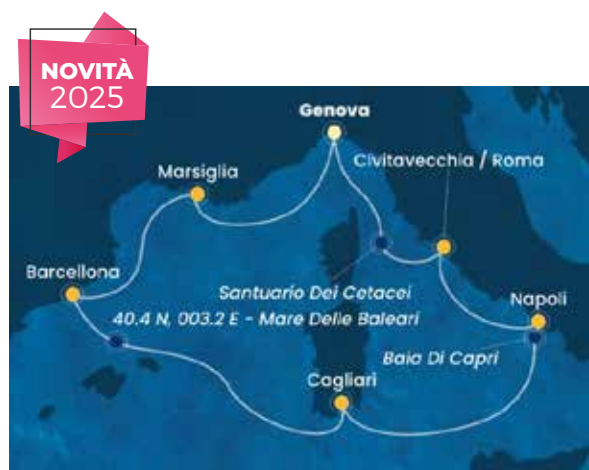 NOVITÀ
2025
Genova
Civitavecchia / Roma
Marsiglia
Barcellona
Santuario Dei Cetacei
40.4 N, 003.2 E - Mare Delle Baleari
Napoli
Baia Di Capri
Cagliari